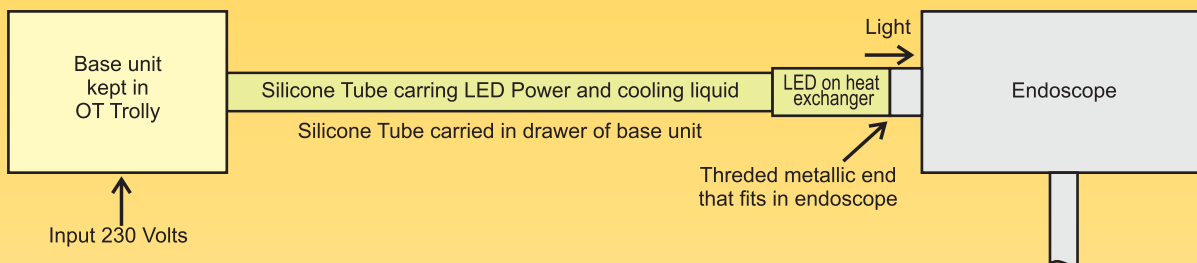 Base unit
kept in
OT Trolly
Silicone Tube carring LED Power and cooling liquid
Silicone Tube carried in drawer of base unit
Input 230 Volts
LED on heat
exchanger
Light
Endoscope
Threded metallic end
that fits in endoscope